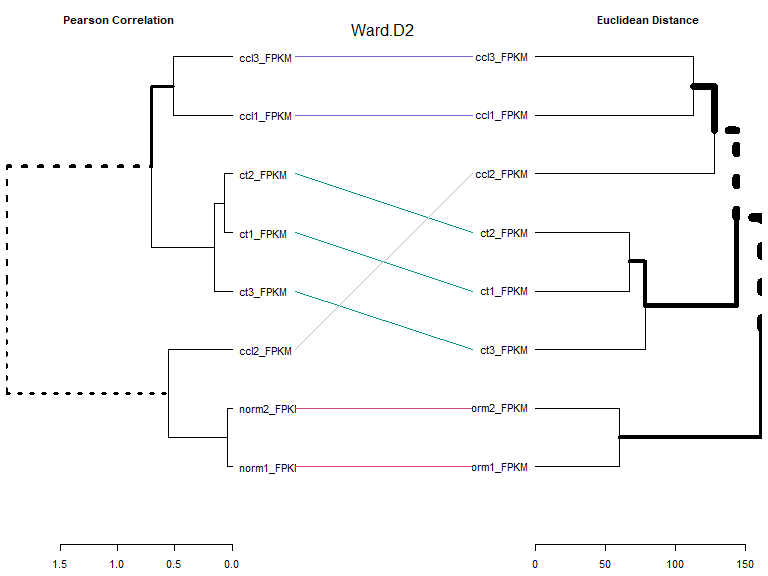 Pearson Correlation
Ward.D2
Euclidean Distance
ccl3_FPKM
ccl3_FPKM
ccl1_FPKM
ccl1_FPKM
ct2_FPKM
ccl2_FPKM
ct1_FPKM
ct2_FPKM
ct3_FPKM
ct1_FPKM
ccl2_FPKM
ct3_FPKM
norm2_FPKI
orm2_FPKM
norm1_FPKI
orm1_FPKM
1.5 1.0 0.5 0.0
0 50 100 150